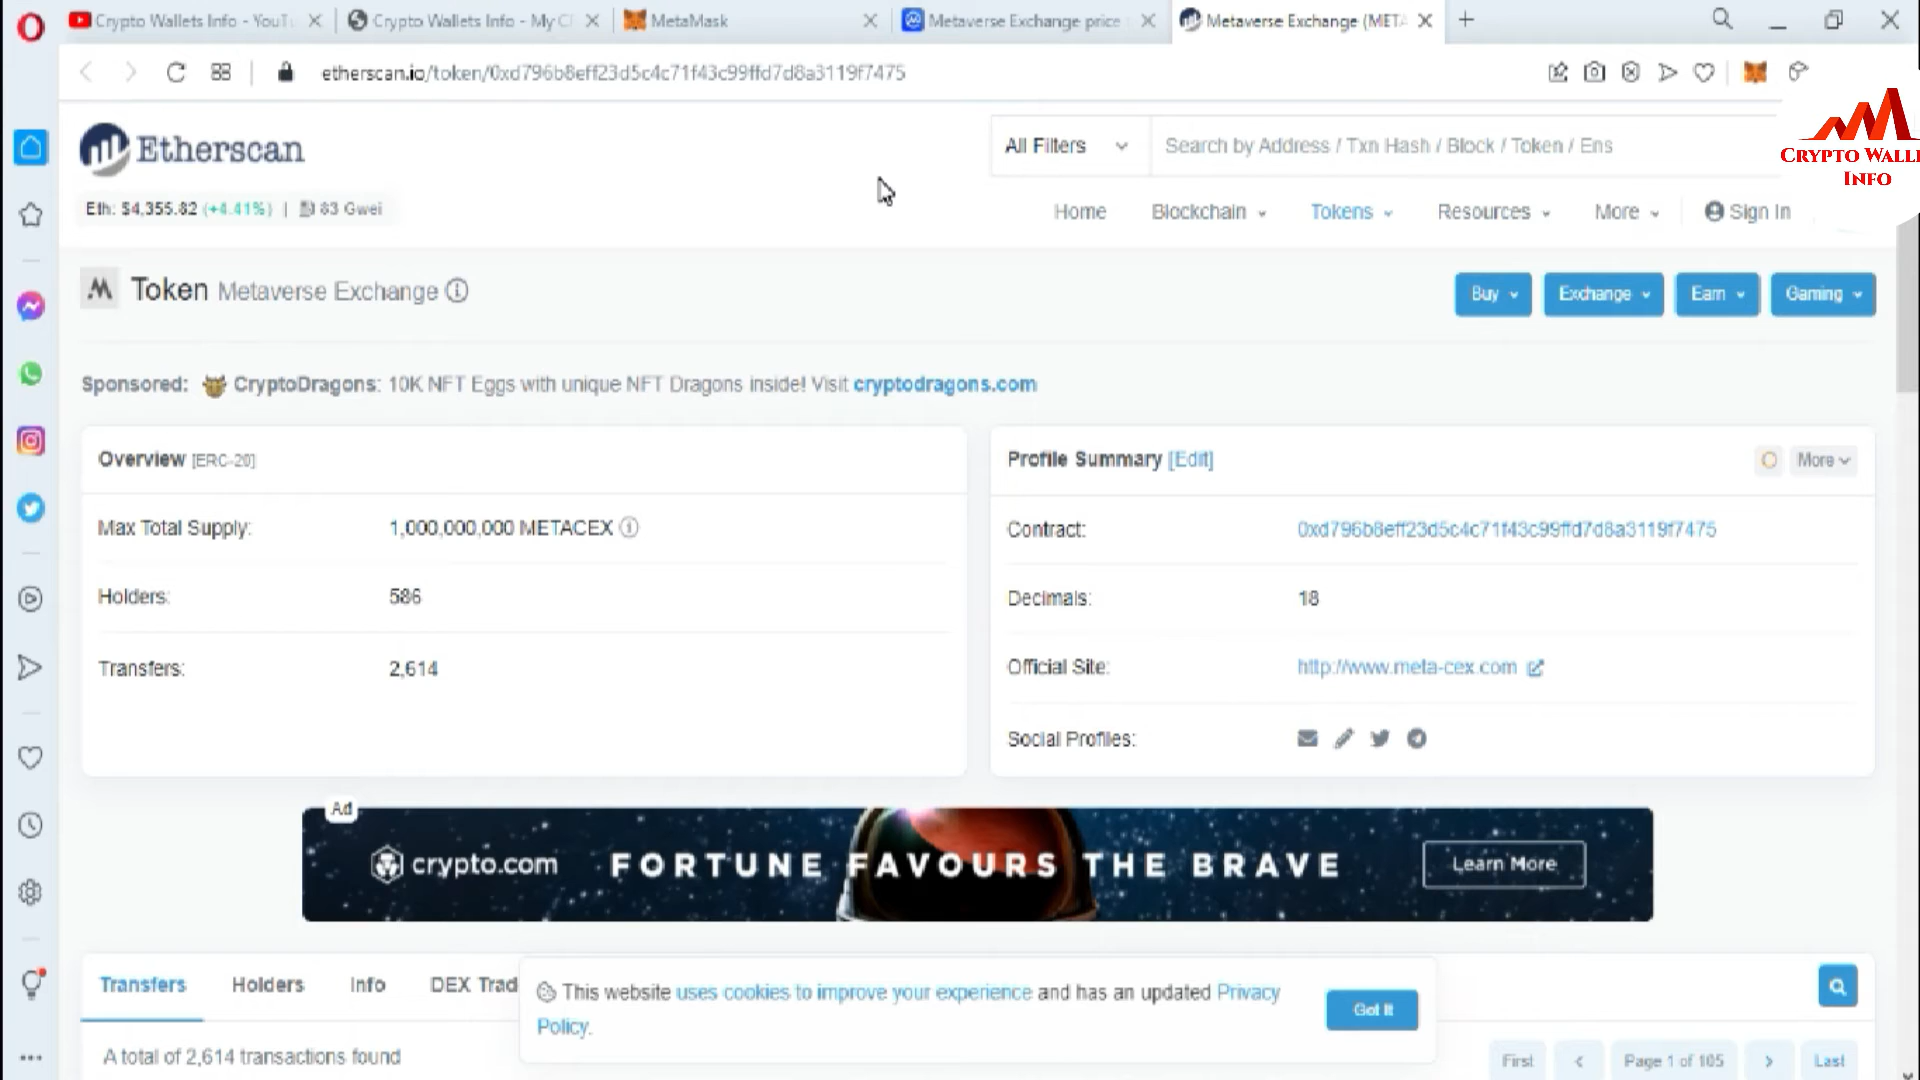 Crypto Wallets Info - YouTu
Crypto Wallets Info - My C
MetaMask
Metaverse Exchange price
Metaverse Exchange (META
etherscan.io/token/0xd796b8eff23d5c4c71f43c99ffd7d8a3119f7475
CRYPTO WALLE
INFO
Etherscan
All Filters
Search by Address / Txn Hash / Block / Token / Ens
Eth: $4,355.82 (+4.41%) | 83 Gwei
Home
Blockchain
Tokens
Resources
More
Sign In
Token Metaverse Exchange
Buy
Exchange
Earn
Gaming
Sponsored: CryptoDragons: 10K NFT Eggs with unique NFT Dragons inside! Visit cryptodragons.com
Overview [ERC-20]
Max Total Supply: 1,000,000,000 METACEX
Holders: 586
Transfers: 2,614
Profile Summary [Edit]
More
Contract: 0xd796b8eff23d5c4c71f43c99ffd7d8a3119f7475
Decimals: 18
Official Site: http://www.meta-cex.com
Social Profiles:
Ad
crypto.com FORTUNE FAVOURS THE BRAVE Learn More
Transfers
Holders
Info
DEX Trad
This website uses cookies to improve your experience and has an updated Privacy
Policy.
Got It
A total of 2,614 transactions found
First
Page 1 of 105
Last